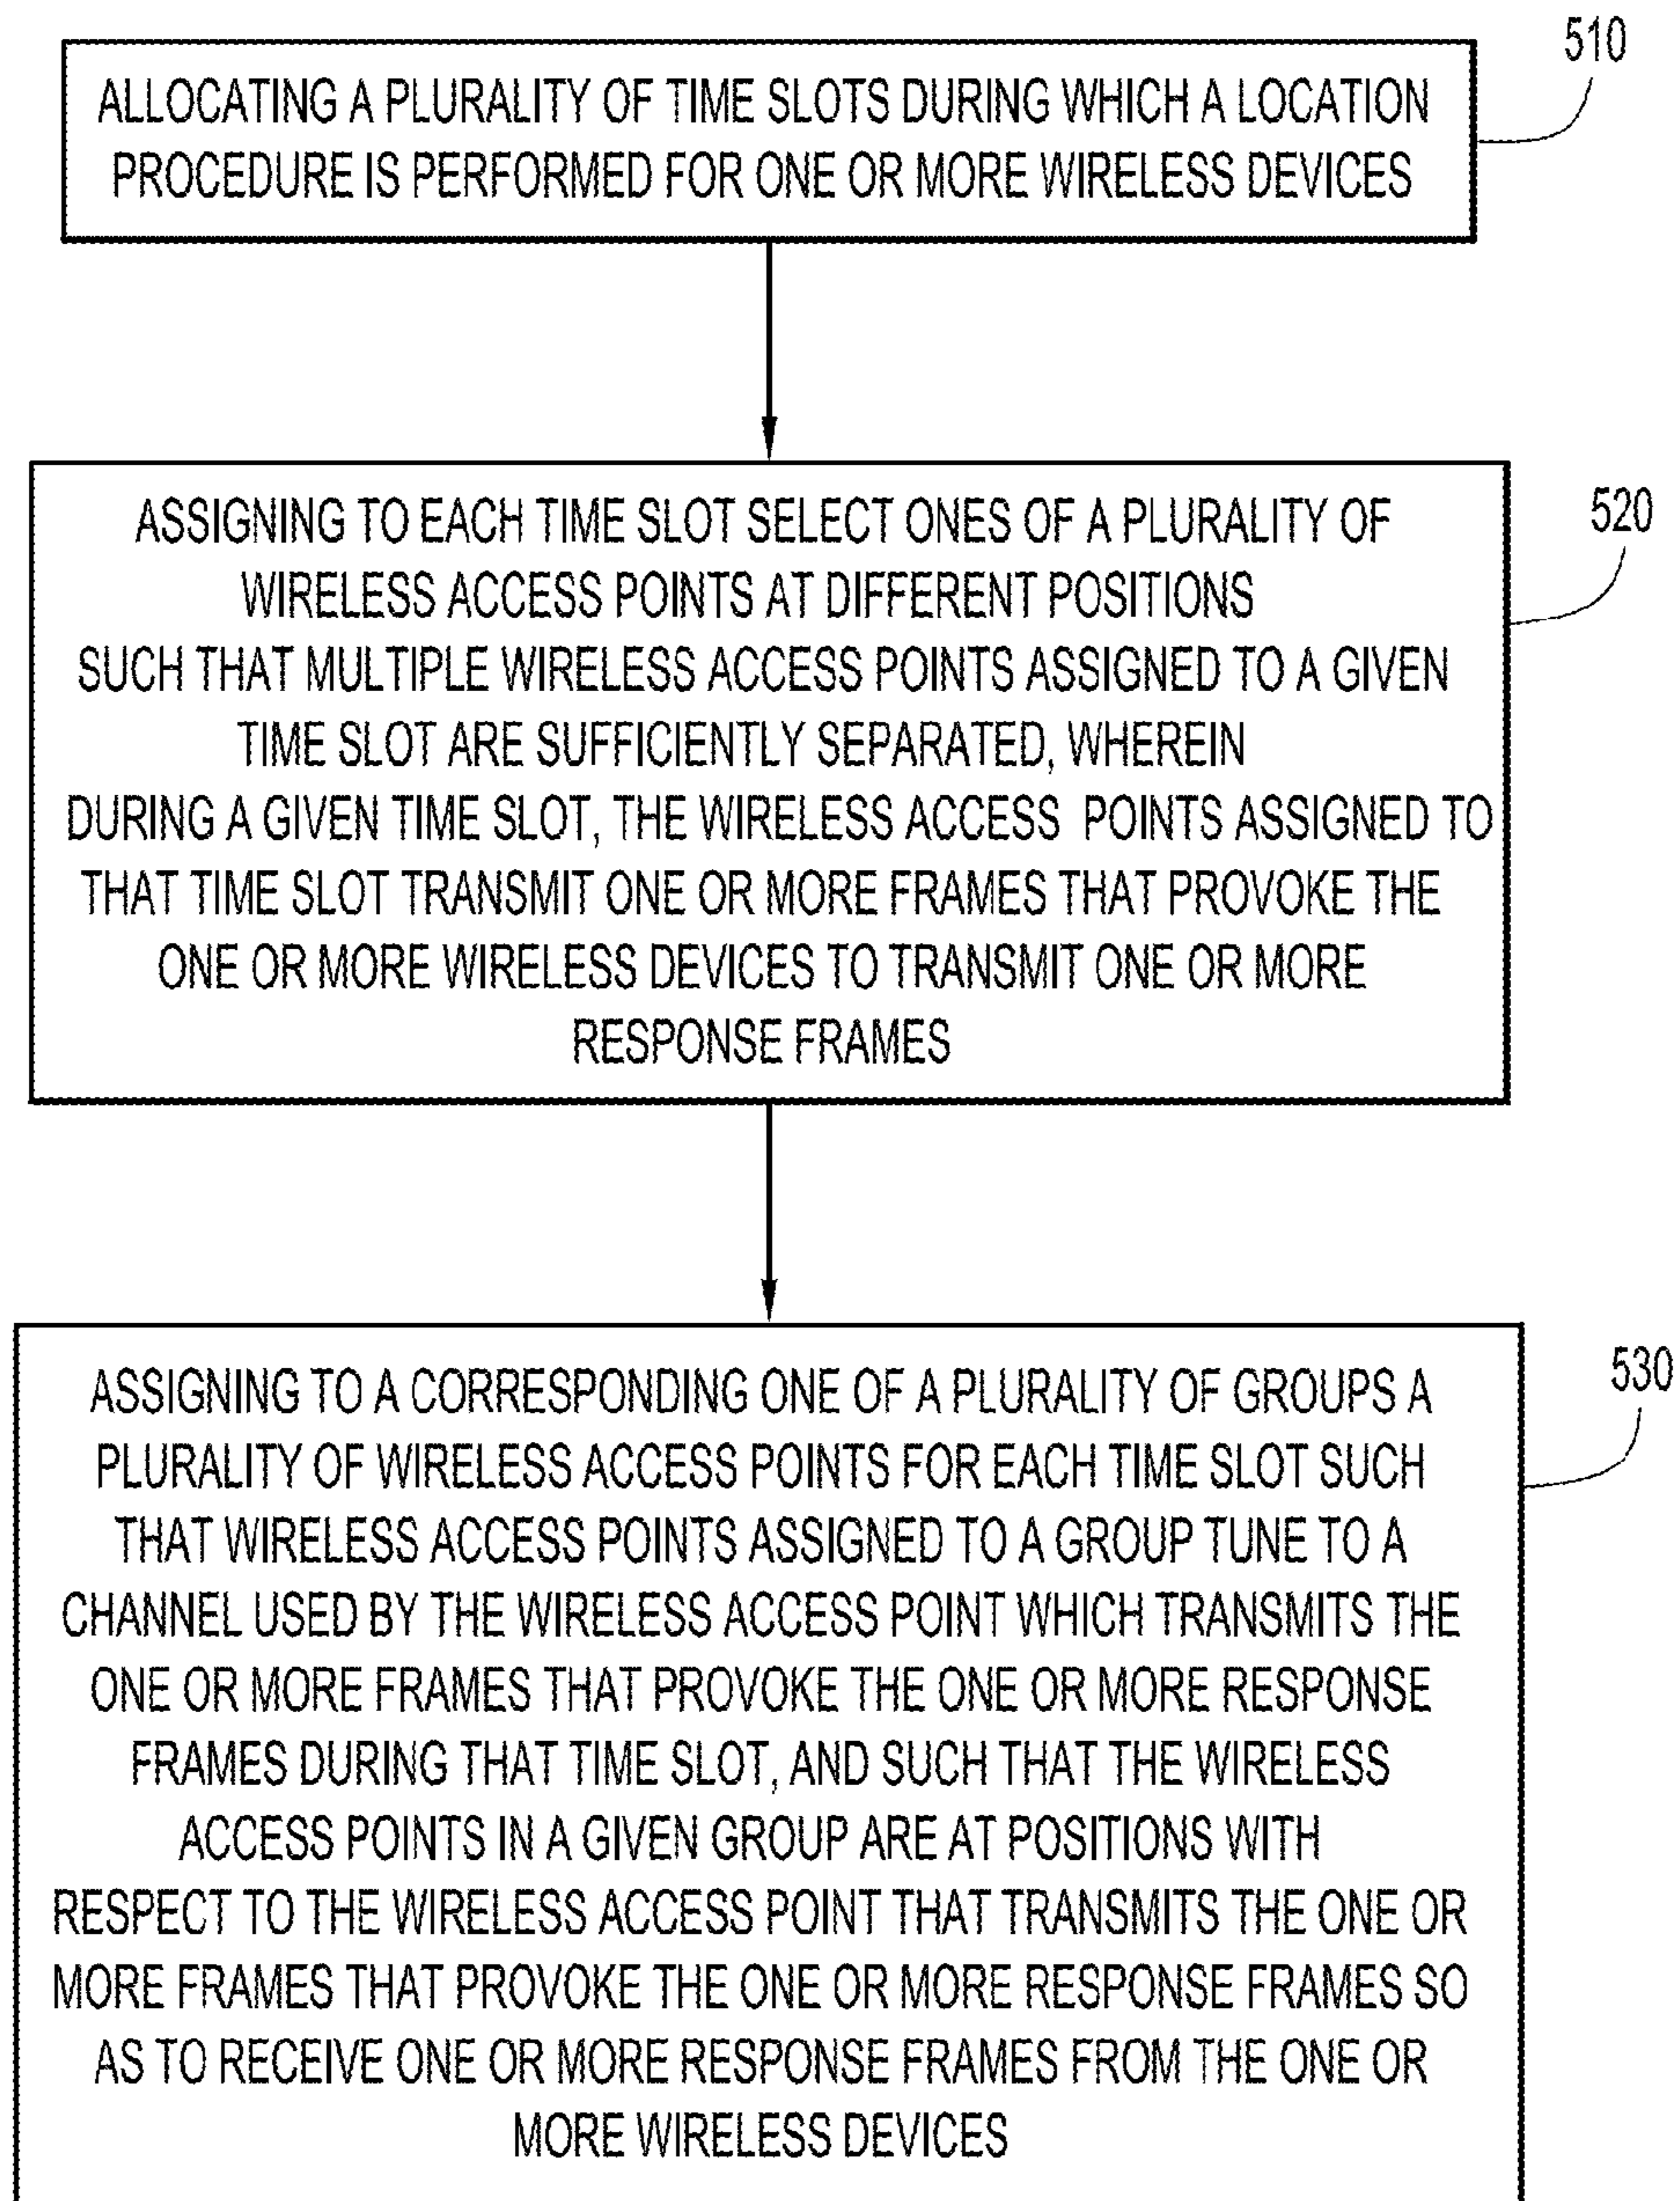 510
ALLOCATING A PLURALITY OF TIME SLOTS DURING WHICH A LOCATION
PROCEDURE IS PERFORMED FOR ONE OR MORE WIRELESS DEVICES
520
ASSIGNING TO EACH TIME SLOT SELECT ONES OF A PLURALITY OF
WIRELESS ACCESS POINTS AT DIFFERENT POSITIONS
SUCH THAT MULTIPLE WIRELESS ACCESS POINTS ASSIGNED TO A GIVEN
TIME SLOT ARE SUFFICIENTLY SEPARATED, WHEREIN
DURING A GIVEN TIME SLOT, THE WIRELESS ACCESS POINTS ASSIGNED TO
THAT TIME SLOT TRANSMIT ONE OR MORE FRAMES THAT PROVOKE THE
ONE OR MORE WIRELESS DEVICES TO TRANSMIT ONE OR MORE
RESPONSE FRAMES
530
ASSIGNING TO A CORRESPONDING ONE OF A PLURALITY OF GROUPS A
PLURALITY OF WIRELESS ACCESS POINTS FOR EACH TIME SLOT SUCH
THAT WIRELESS ACCESS POINTS ASSIGNED TO A GROUP TUNE TO A
CHANNEL USED BY THE WIRELESS ACCESS POINT WHICH TRANSMITS THE
ONE OR MORE FRAMES THAT PROVOKE THE ONE OR MORE RESPONSE
FRAMES DURING THAT TIME SLOT, AND SUCH THAT THE WIRELESS
ACCESS POINTS IN A GIVEN GROUP ARE AT POSITIONS WITH
RESPECT TO THE WIRELESS ACCESS POINT THAT TRANSMITS THE ONE OR
MORE FRAMES THAT PROVOKE THE ONE OR MORE RESPONSE FRAMES SO
AS TO RECEIVE ONE OR MORE RESPONSE FRAMES FROM THE ONE OR
MORE WIRELESS DEVICES